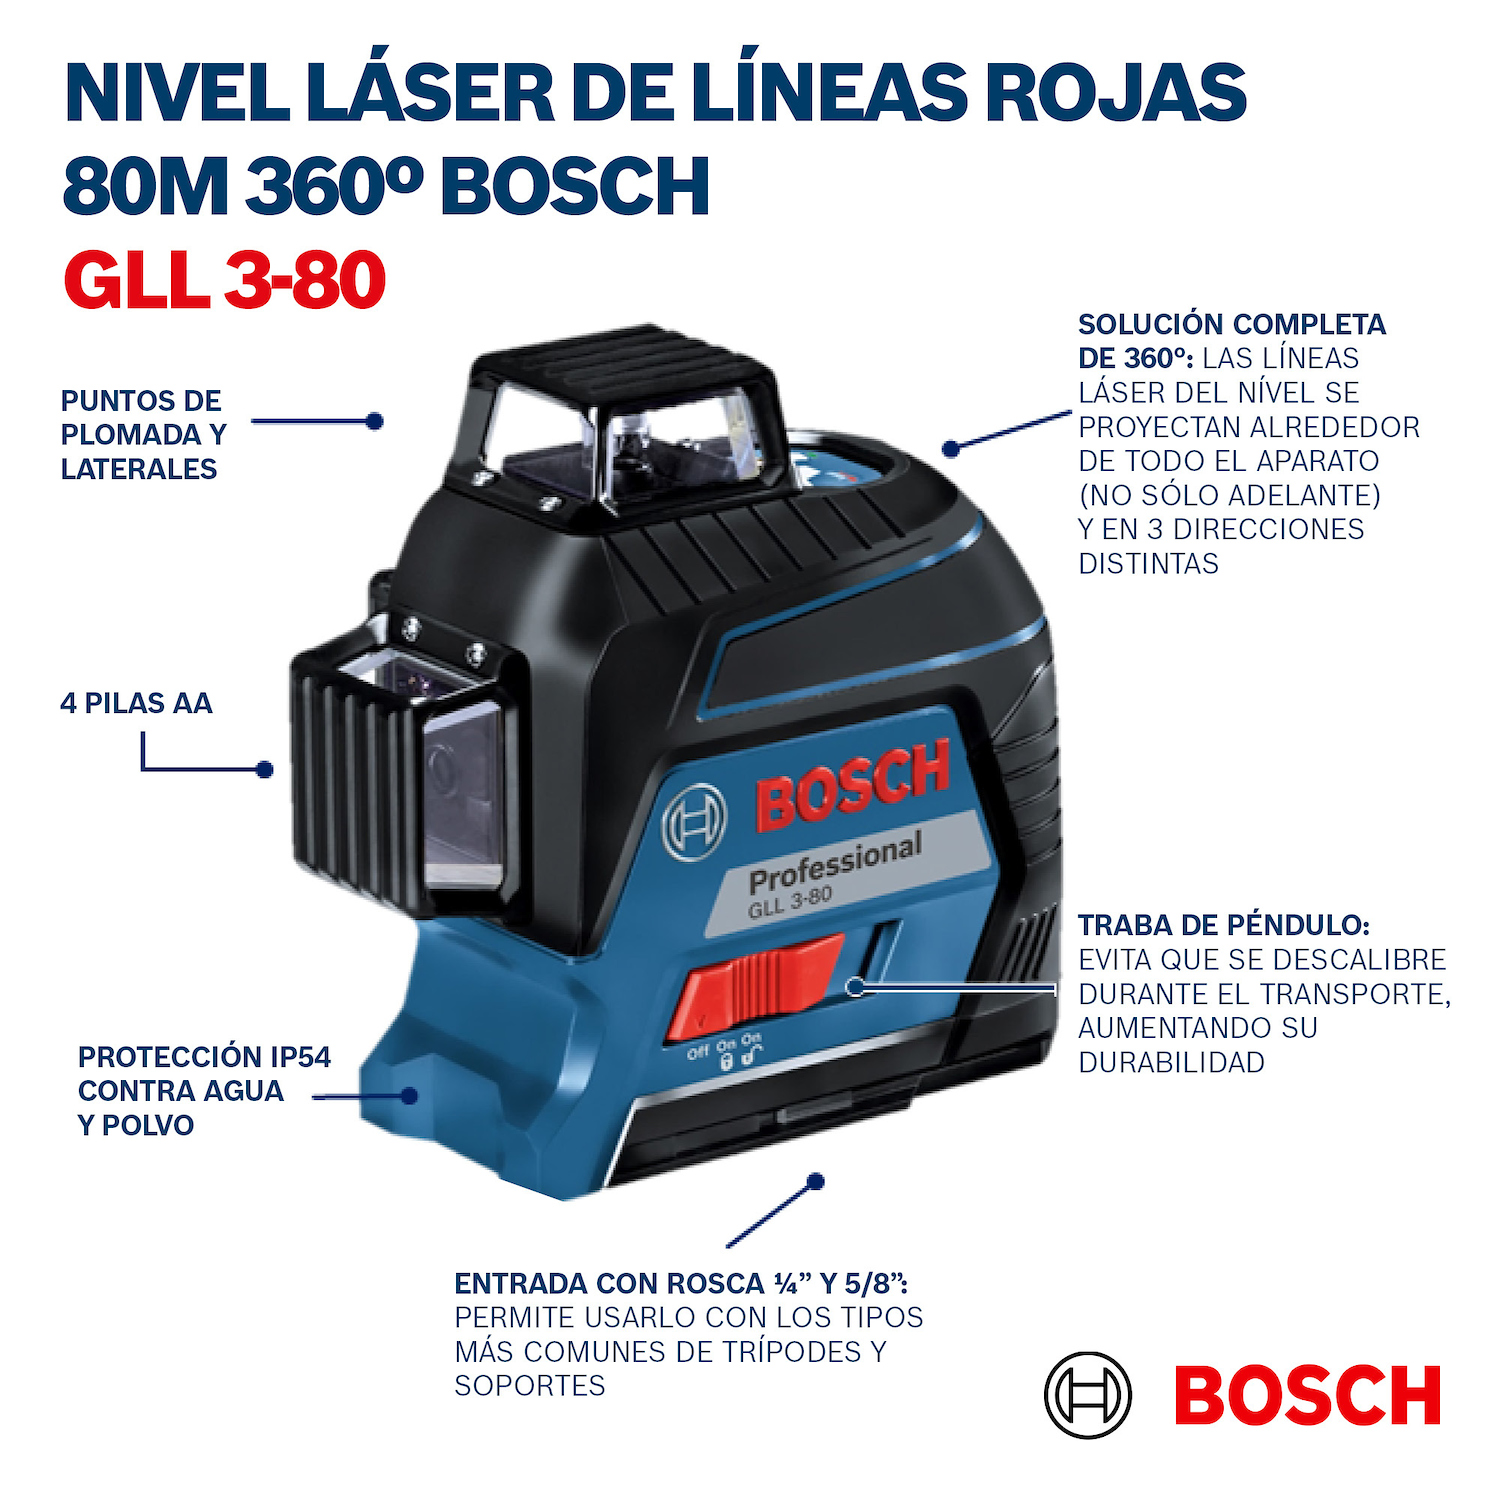 NIVEL LÁSER DE LÍNEAS ROJAS
80M 360º BOSCH
GLL 3-80
PUNTOS DE
PLOMADA Y
LATERALES
SOLUCIÓN COMPLETA
DE 360º: LAS LÍNEAS
LÁSER DEL NÍVEL SE
PROYECTAN ALREDEDOR
DE TODO EL APARATO
(NO SÓLO ADELANTE)
Y EN 3 DIRECCIONES
DISTINTAS
4 PILAS AA
BOSCH
Professional
GLL 3-80
Off On On
TRABA DE PÉNDULO:
EVITA QUE SE DESCALIBRE
DURANTE EL TRANSPORTE,
AUMENTANDO SU
DURABILIDAD
PROTECCIÓN IP54
CONTRA AGUA
Y POLVO
ENTRADA CON ROSCA ¼” Y 5/8”:
PERMITE USARLO CON LOS TIPOS
MÁS COMUNES DE TRÍPODES Y
SOPORTES
BOSCH